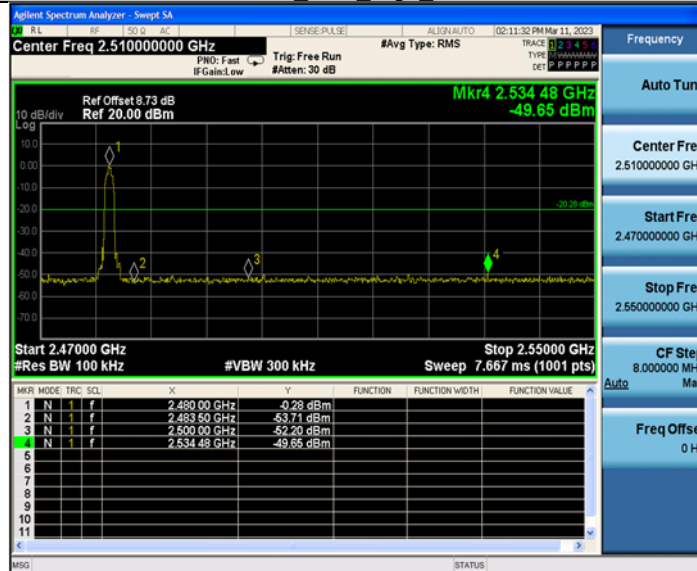 Agilent Spectrum Analyzer - Swept SA
RL RF 50 Ω AC SENSE:PULSE ALIGNAUTO 02:11:32 PM Mar 11, 2023
Center Freq 2.510000000 GHz
PNO: Fast
IFGain:Low
Trig: Free Run
#Atten: 30 dB
#Avg Type: RMS
TRACE 1 2 3 4 5 6
TYPE
DET P P P P P P
Ref Offset 8.73 dB
10 dB/div Ref 20.00 dBm
Log
Mkr4 2.534 48 GHz
-49.65 dBm
10.0
0.00
-10.0
-20.0
-30.0
-40.0
-50.0
-60.0
-70.0
1
2
3
4
-20.28 dBm
Start 2.47000 GHz Stop 2.55000 GHz
#Res BW 100 kHz #VBW 300 kHz Sweep 7.667 ms (1001 pts)
MKR MODE TRC SCL X Y FUNCTION FUNCTION WIDTH FUNCTION VALUE
1 N 1 f 2.480 00 GHz -0.28 dBm
2 N 1 f 2.483 50 GHz -53.71 dBm
3 N 1 f 2.500 00 GHz -52.20 dBm
4 N 1 f 2.534 48 GHz -49.65 dBm
5
6
7
8
9
10
11
MSG STATUS
Frequency
Auto Tun
Center Fre
2.510000000 GH
Start Fre
2.470000000 GH
Stop Fre
2.550000000 GH
CF Ste
8.000000 MH
Auto Ma
Freq Offse
0 H